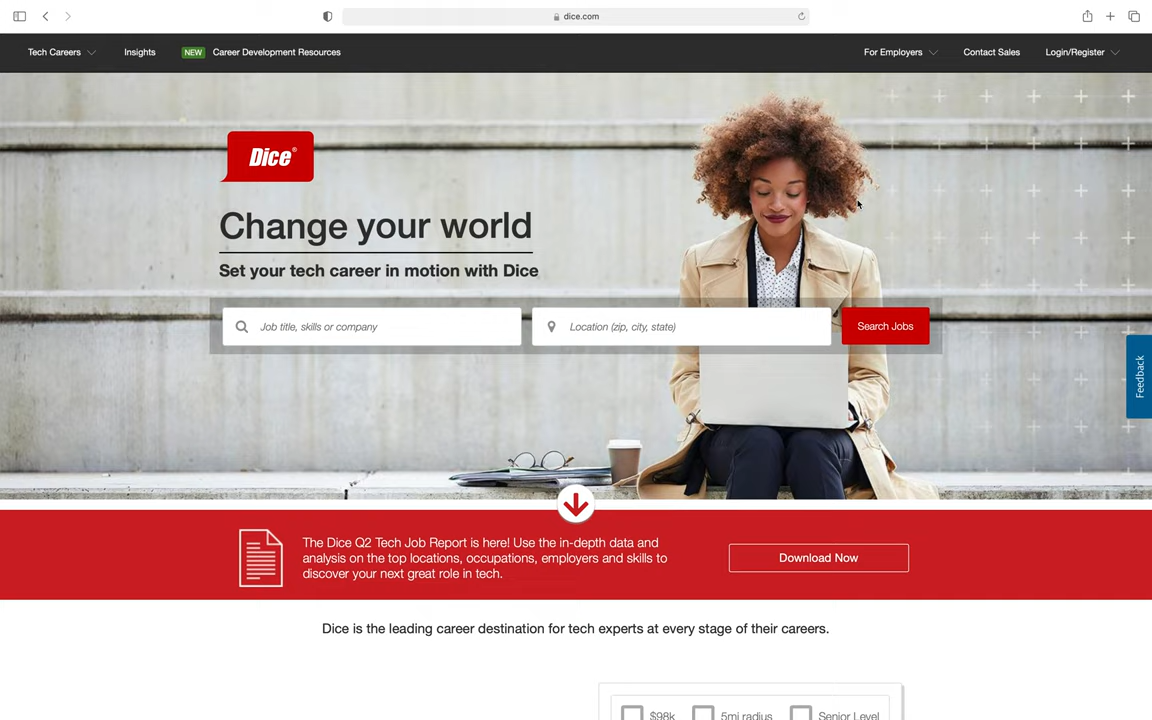 dice.com
Tech Careers
Insights
NEW Career Development Resources
For Employers
Contact Sales
Login/Register
Dice®
Change your world
Set your tech career in motion with Dice
Job title, skills or company
Location (zip, city, state)
Search Jobs
Feedback
The Dice Q2 Tech Job Report is here! Use the in-depth data and
analysis on the top locations, occupations, employers and skills to
discover your next great role in tech.
Download Now
Dice is the leading career destination for tech experts at every stage of their careers.
$98k
5mi radius
Senior Level